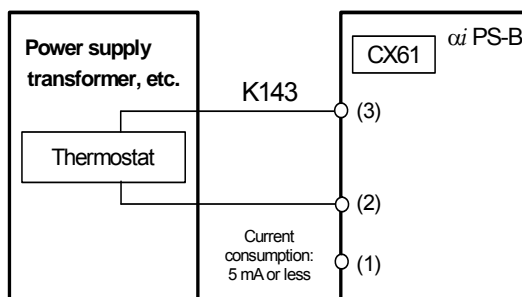 Power supply
transformer, etc.
Thermostat
K143
CX61
αi PS-B
(3)
(2)
(1)
Current
consumption:
5 mA or less